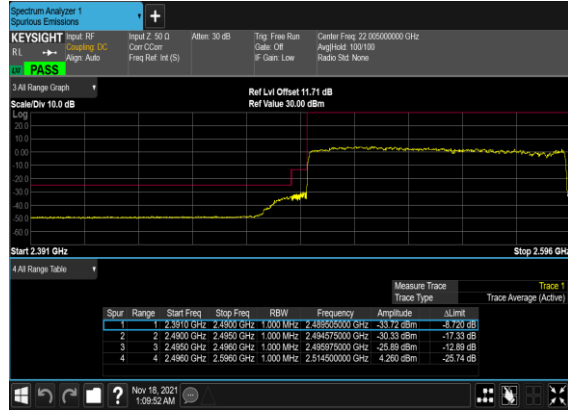 Spectrum Analyzer 1
Spurious Emissions
+
KEYSIGHT Input: RF Input Z: 50 Ω Atten: 30 dB Trig: Free Run Center Freq: 22.005000000 GHz
RL Coupling: DC Corr CCorr Gate: Off Avg|Hold: 100/100
Align: Auto Freq Ref: Int (S) IF Gain: Low Radio Std: None
LV PASS
3 All Range Graph Ref Lvl Offset 11.71 dB
Scale/Div 10.0 dB Ref Value 30.00 dBm
Log
20.0
10.0
0.00
-10.0
-20.0
-30.0
-40.0
-50.0
-60.0
Start 2.391 GHz Stop 2.596 GHz
4 All Range Table
Measure Trace Trace 1
Trace Type Trace Average (Active)
Spur Range Start Freq Stop Freq RBW Frequency Amplitude ΔLimit
1 1 2.3910 GHz 2.4900 GHz 1.000 MHz 2.489505000 GHz -33.72 dBm -8.720 dB
2 2 2.4900 GHz 2.4950 GHz 1.000 MHz 2.494575000 GHz -30.33 dBm -17.33 dB
3 3 2.4950 GHz 2.4960 GHz 1.000 MHz 2.495975000 GHz -25.89 dBm -12.89 dB
4 4 2.4960 GHz 2.5960 GHz 1.000 MHz 2.514500000 GHz 4.260 dBm -25.74 dB
? Nov 18, 2021
1:09:52 AM